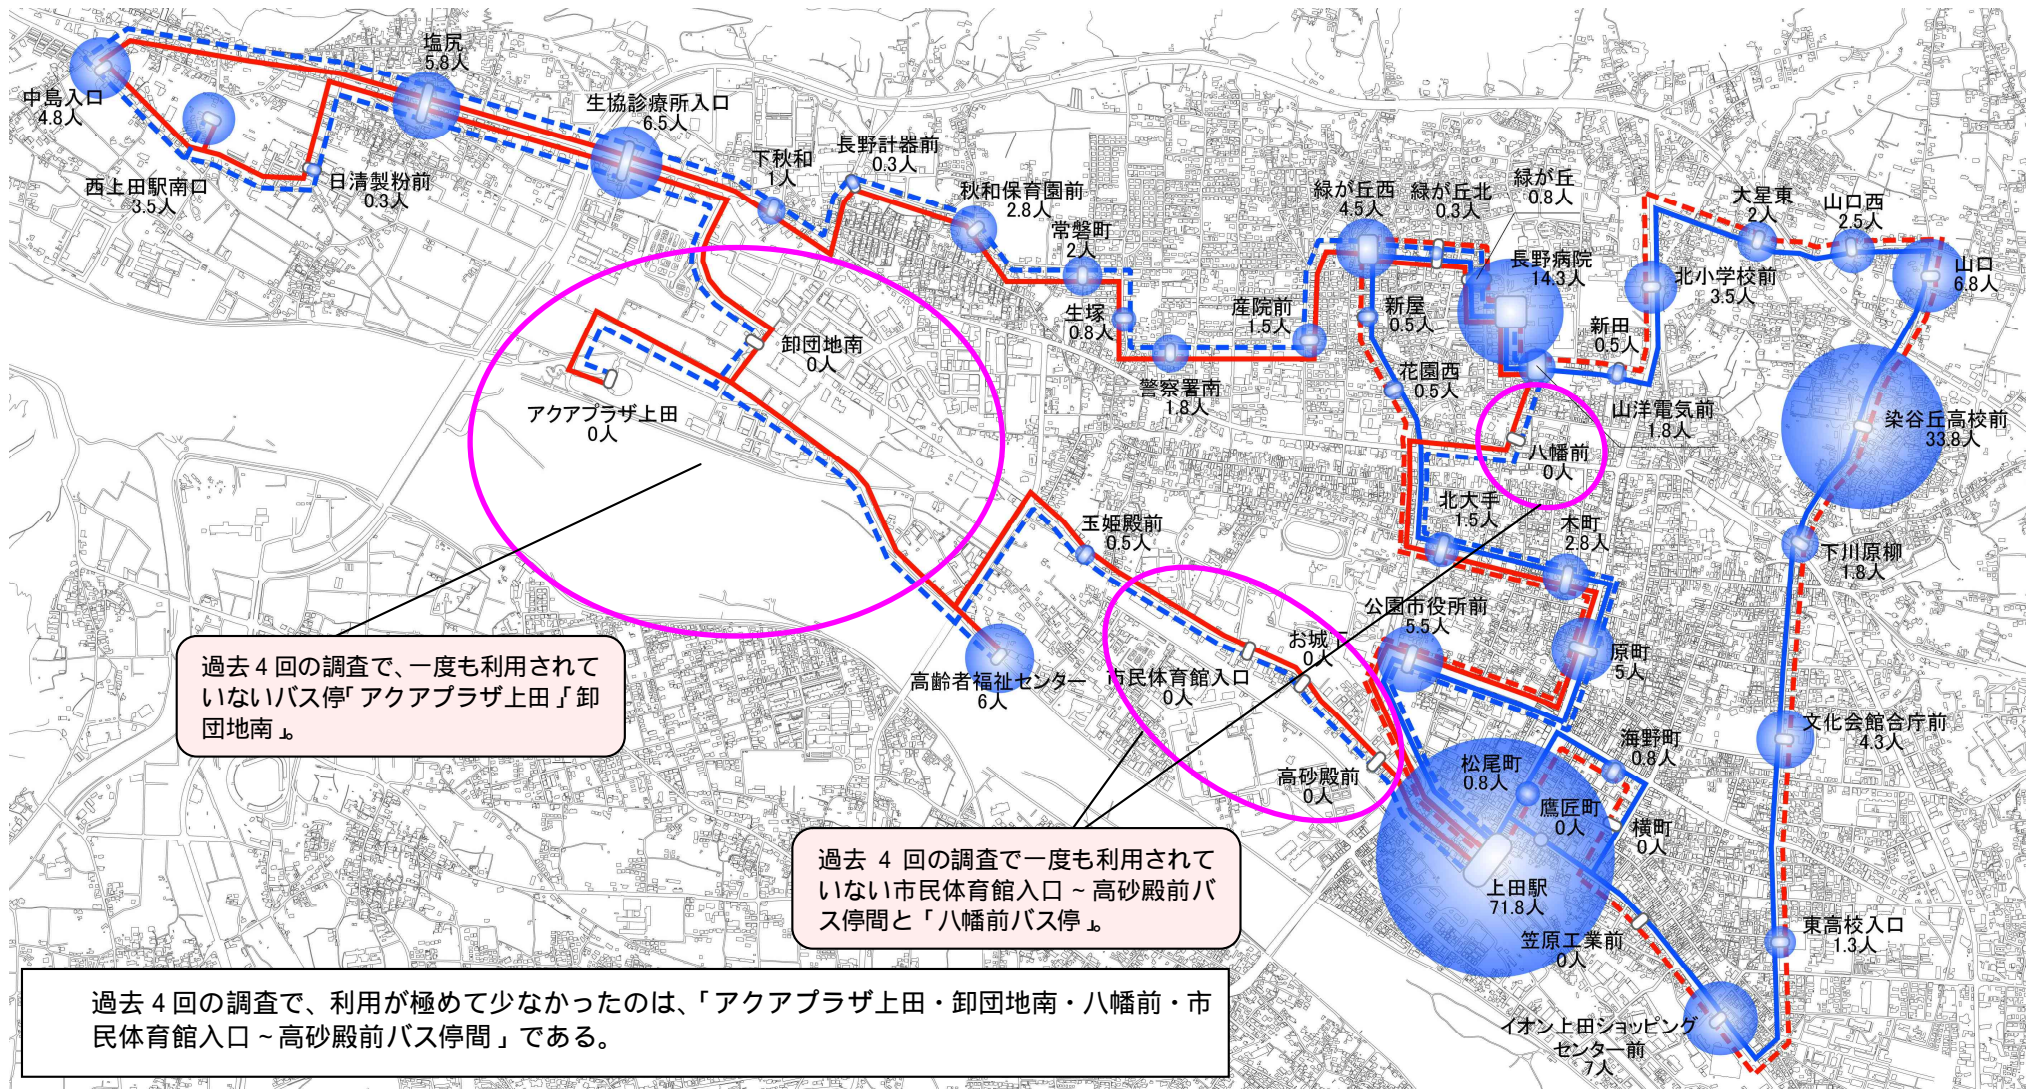 塩尻
5.8人
中島入口
4.8人
西上田駅南口
3.5人
日清製粉前
0.3人
生協診療所入口
6.5人
下秋和
1人
長野計器前
0.3人
秋和保育園前
2.8人
常磐町
2人
生塚
0.8人
警察署南
1.8人
産院前
1.5人
緑が丘西
4.5人
緑が丘北
0.3人
緑が丘
0.8人
長野病院
14.3人
新屋
0.5人
花園西
0.5人
新田
0.5人
北小学校前
3.5人
大星東
2人
山口西
2.5人
山口
6.8人
山洋電気前
1.8人
八幡前
0人
染谷丘高校前
33.8人
卸団地南
0人
アクアプラザ上田
0人
北大手
1.5人
木町
2.8人
下川原柳
1.8人
玉姫殿前
0.5人
公園市役所前
5.5人
お城
0人
原町
5人
市民体育館入口
0人
高齢者福祉センター
6人
高砂殿前
0人
文化会館合庁前
4.3人
海野町
0.8人
松尾町
0.8人
鷹匠町
0人
横町
0人
上田駅
71.8人
笠原工業前
0人
東高校入口
1.3人
イオン上田ショッピング
センター前
7人
過去4回の調査で、一度も利用されて
いないバス停「アクアプラザ上田」「卸
団地南」。
過去 4 回の調査で一度も利用されて
いない市民体育館入口~高砂殿前バ
ス停間と「八幡前バス停」。
過去4回の調査で、利用が極めて少なかったのは、「アクアプラザ上田・卸団地南・八幡前・市
民体育館入口~高砂殿前バス停間」である。